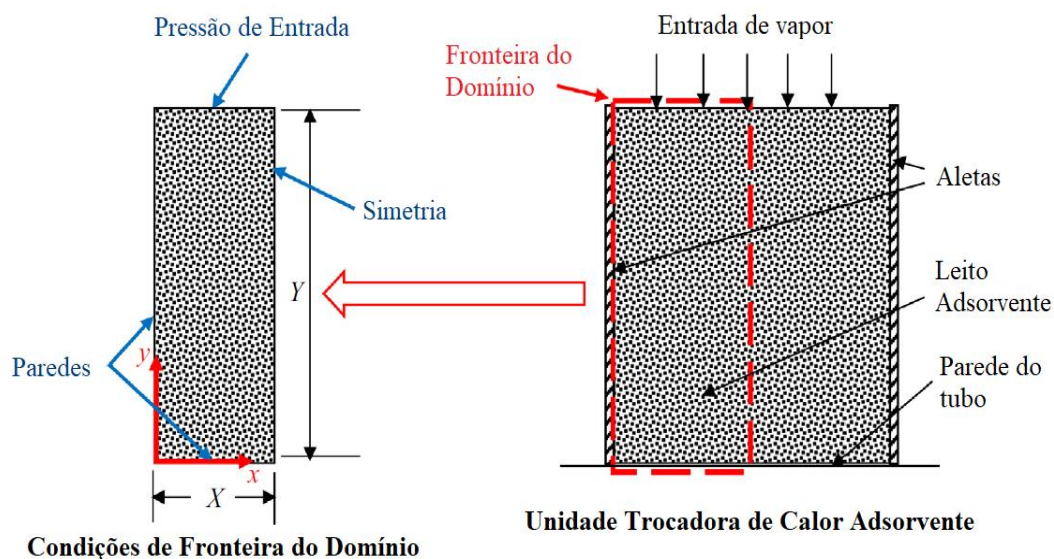 Pressão de Entrada
Simetria
Y
Paredes
y
x
X
Condições de Fronteira do Domínio
Entrada de vapor
Fronteira do
Domínio
Aletas
Leito
Adsorvente
Parede do
tubo
Unidade Trocadora de Calor Adsorvente